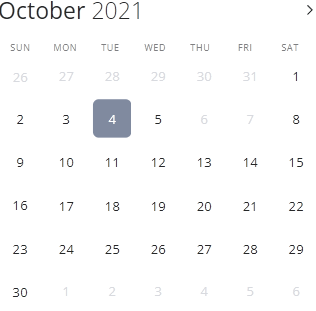 October 2021 >
SUN MON TUE WED THU FRI SAT
26 27 28 29 30 31 1
2 3 4 5 6 7 8
9 10 11 12 13 14 15
16 17 18 19 20 21 22
23 24 25 26 27 28 29
30 1 2 3 4 5 6